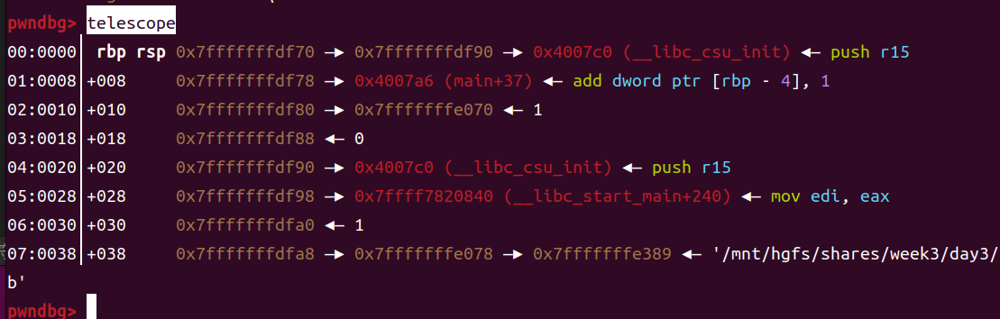 pwndbg> telescope
00:0000│ rbp rsp 0x7fffffffdf70 —▸ 0x7fffffffdf90 —▸ 0x4007c0 (__libc_csu_init) ◂— push r15
01:0008│+008 0x7fffffffdf78 —▸ 0x4007a6 (main+37) ◂— add dword ptr [rbp - 4], 1
02:0010│+010 0x7fffffffdf80 —▸ 0x7fffffffe070 ◂— 1
03:0018│+018 0x7fffffffdf88 ◂— 0
04:0020│+020 0x7fffffffdf90 —▸ 0x4007c0 (__libc_csu_init) ◂— push r15
05:0028│+028 0x7fffffffdf98 —▸ 0x7ffff7820840 (__libc_start_main+240) ◂— mov edi, eax
06:0030│+030 0x7fffffffdfa0 ◂— 1
07:0038│+038 0x7fffffffdfa8 —▸ 0x7fffffffe078 —▸ 0x7fffffffe389 ◂— '/mnt/hgfs/shares/week3/day3/
b'
pwndbg>